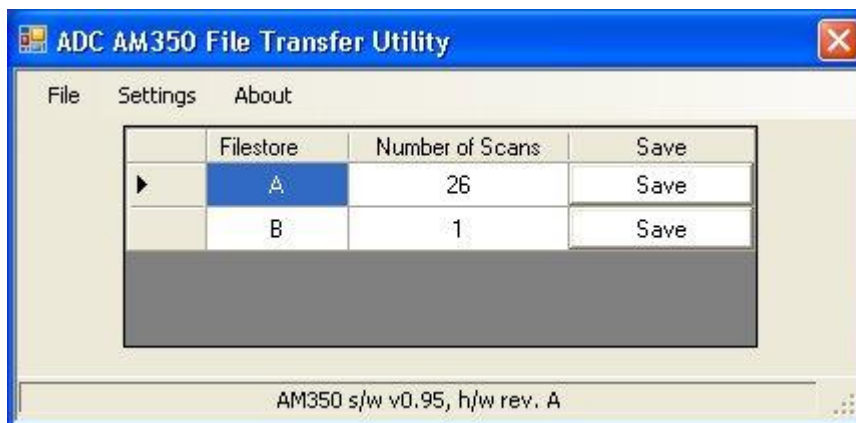 ADC AM350 File Transfer Utility
File Settings About
Filestore Number of Scans Save
A 26 Save
B 1 Save
AM350 s/w v0.95, h/w rev. A